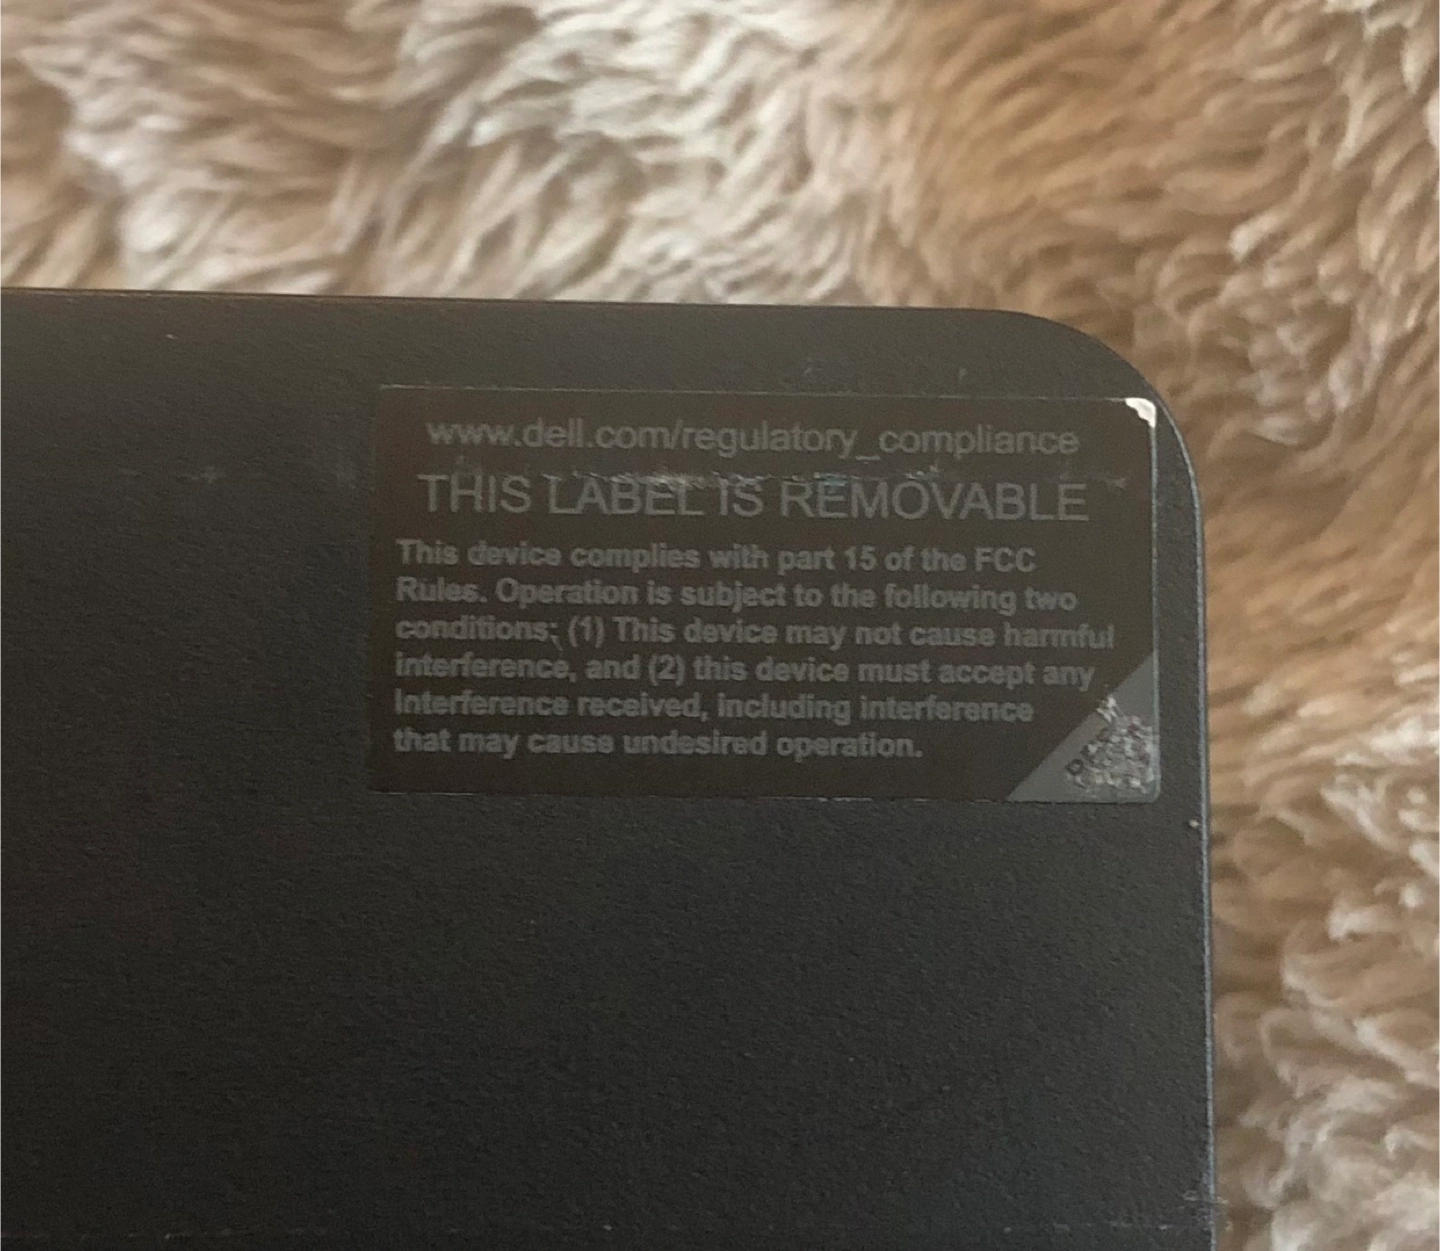 www.dell.com/regulatory_compliance
THIS LABEL IS REMOVABLE
This device complies with part 15 of the FCC
Rules. Operation is subject to the following two
conditions: (1) This device may not cause harmful
interference, and (2) this device must accept any
interference received, including interference
that may cause undesired operation.